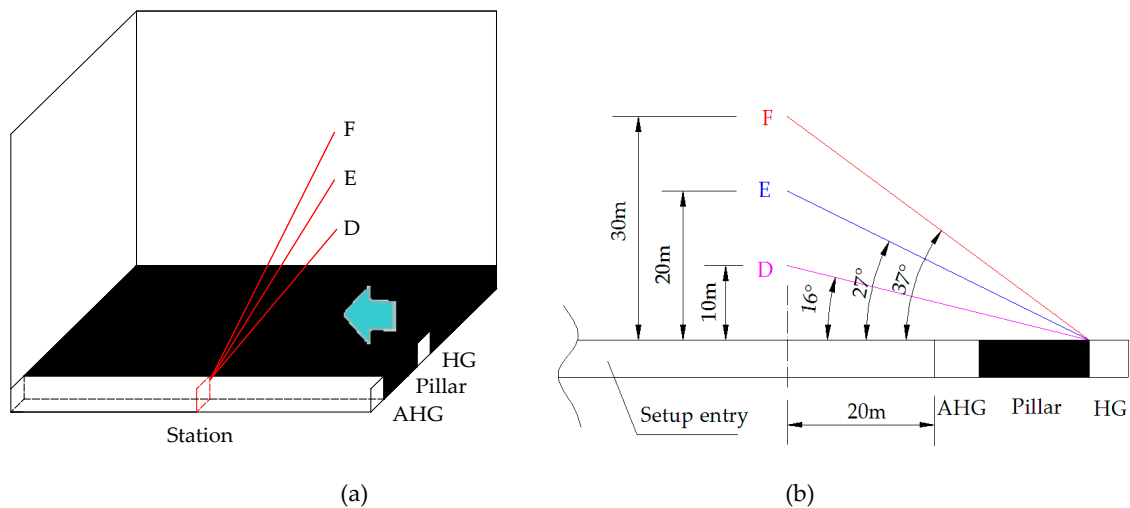 F
E
D
HG
Pillar
AHG
Station
(a)
F
E
D
30m
20m
10m
16°
27°
37°
Setup entry
20m
AHG
Pillar
HG
(b)